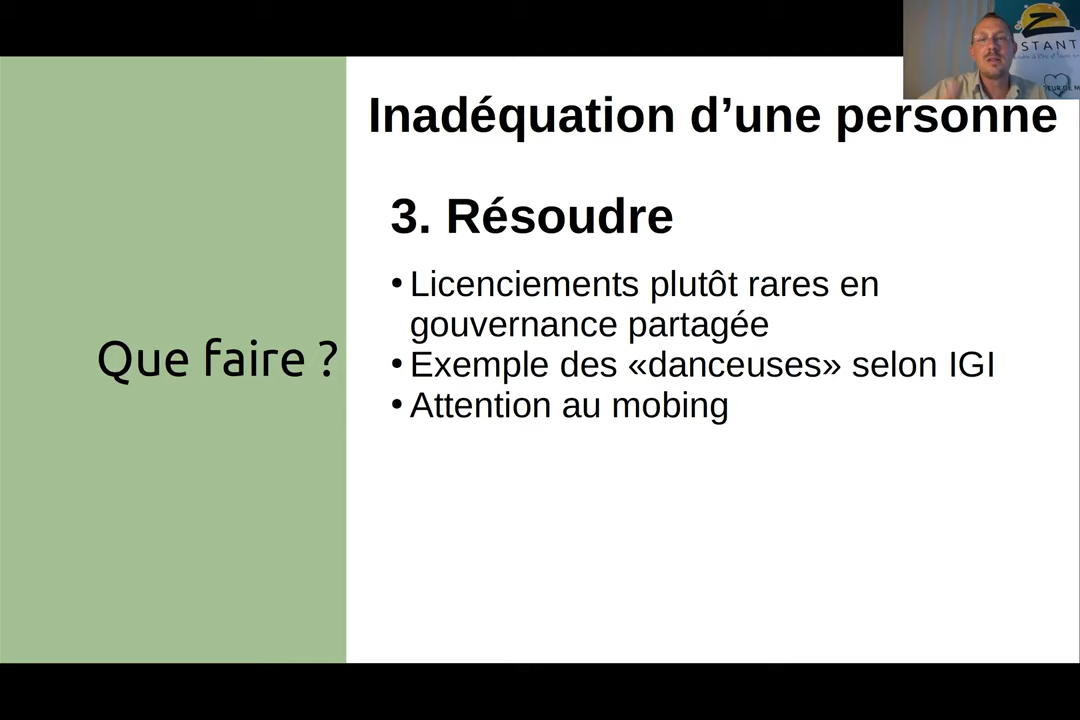 Z
STANT
Inadéquation d’une personne
3. Résoudre
• Licenciements plutôt rares en
gouvernance partagée
• Exemple des «danceuses» selon IGI
• Attention au mobing
Que faire ?